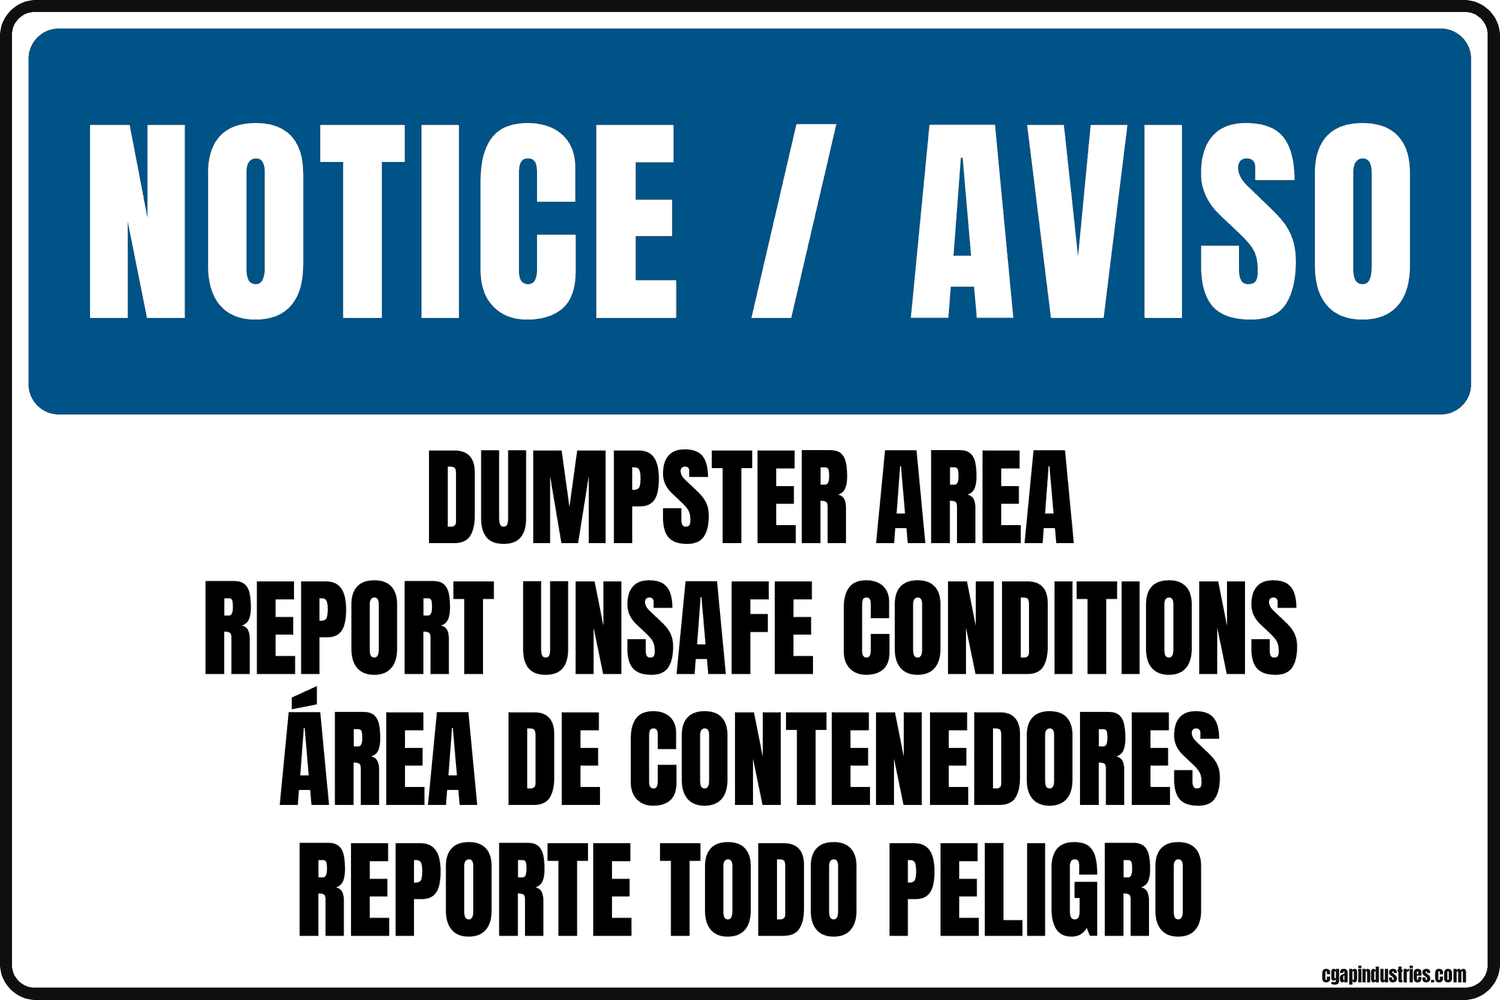 NOTICE / AVISO
DUMPSTER AREA
REPORT UNSAFE CONDITIONS
ÁREA DE CONTENEDORES
REPORTE TODO PELIGRO
cgapindustries.com